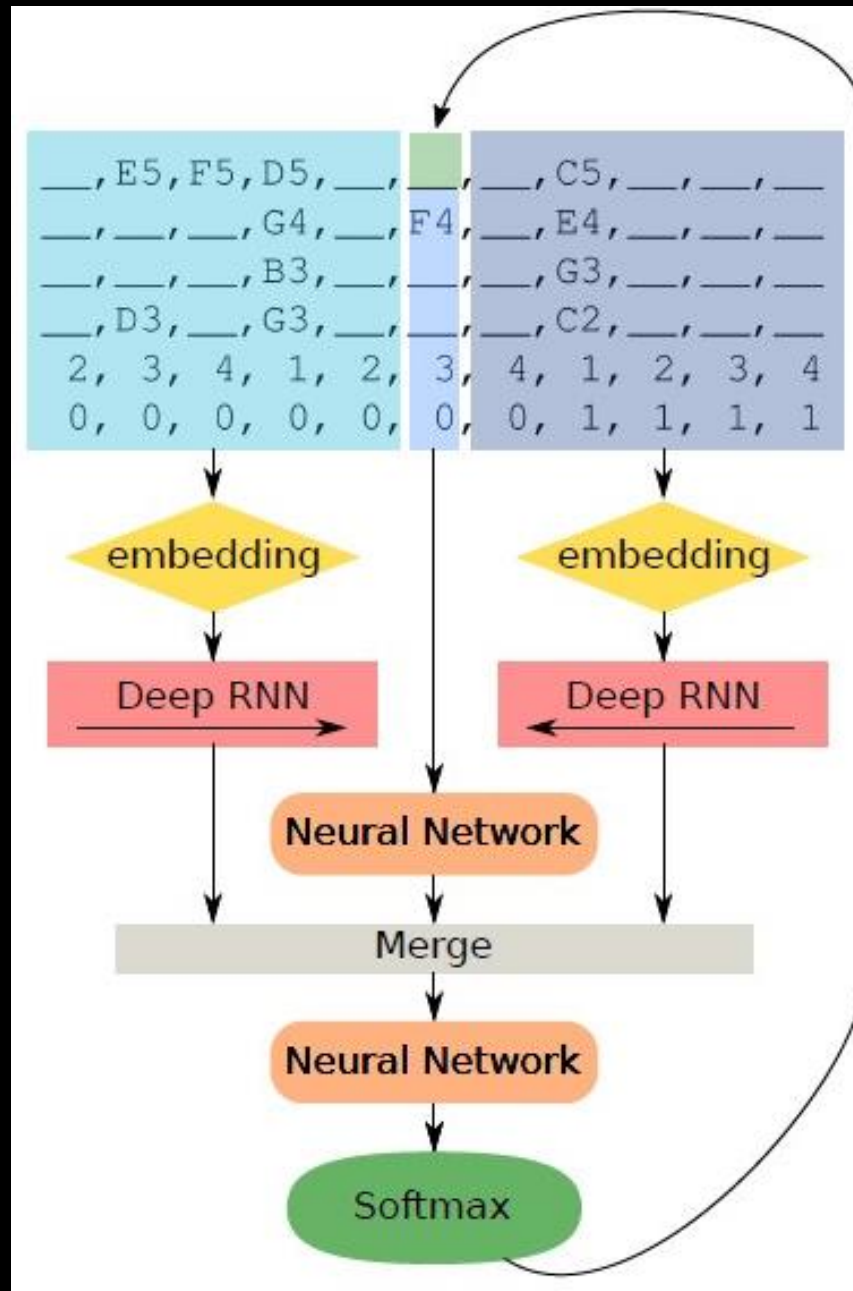 __,E5,F5,D5,__,__,__,C5,__,__,__
__,__,__,G4,__,F4,__,E4,__,__,__
__,__,__,B3,__,__,__,G3,__,__,__
__,D3,__,G3,__,__,__,C2,__,__,__
2, 3, 4, 1, 2, 3, 4, 1, 2, 3, 4
0, 0, 0, 0, 0, 0, 0, 1, 1, 1, 1
embedding embedding
Deep RNN Deep RNN
Neural Network
Merge
Neural Network
Softmax